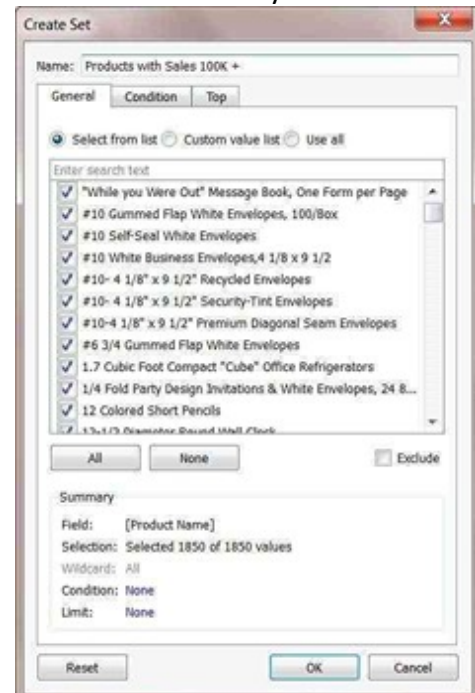 Create Set
Name: Products with Sales 100K +
General Condition Top
Select from list Custom value list Use all
Enter search text
"While you Were Out" Message Book, One Form per Page
#10 Gummed Flap White Envelopes, 100/Box
#10 Self-Seal White Envelopes
#10 White Business Envelopes,4 1/8 x 9 1/2
#10- 4 1/8" x 9 1/2" Recycled Envelopes
#10- 4 1/8" x 9 1/2" Security-Tint Envelopes
#10-4 1/8" x 9 1/2" Premium Diagonal Seam Envelopes
#6 3/4 Gummed Flap White Envelopes
1.7 Cubic Foot Compact "Cube" Office Refrigerators
1/4 Fold Party Design Invitations & White Envelopes, 24 8...
12 Colored Short Pencils
12-1/2 Diameter Round Wall Clock
All None Exclude
Summary
Field: [Product Name]
Selection: Selected 1850 of 1850 values
Wildcard: All
Condition: None
Limit: None
Reset OK Cancel